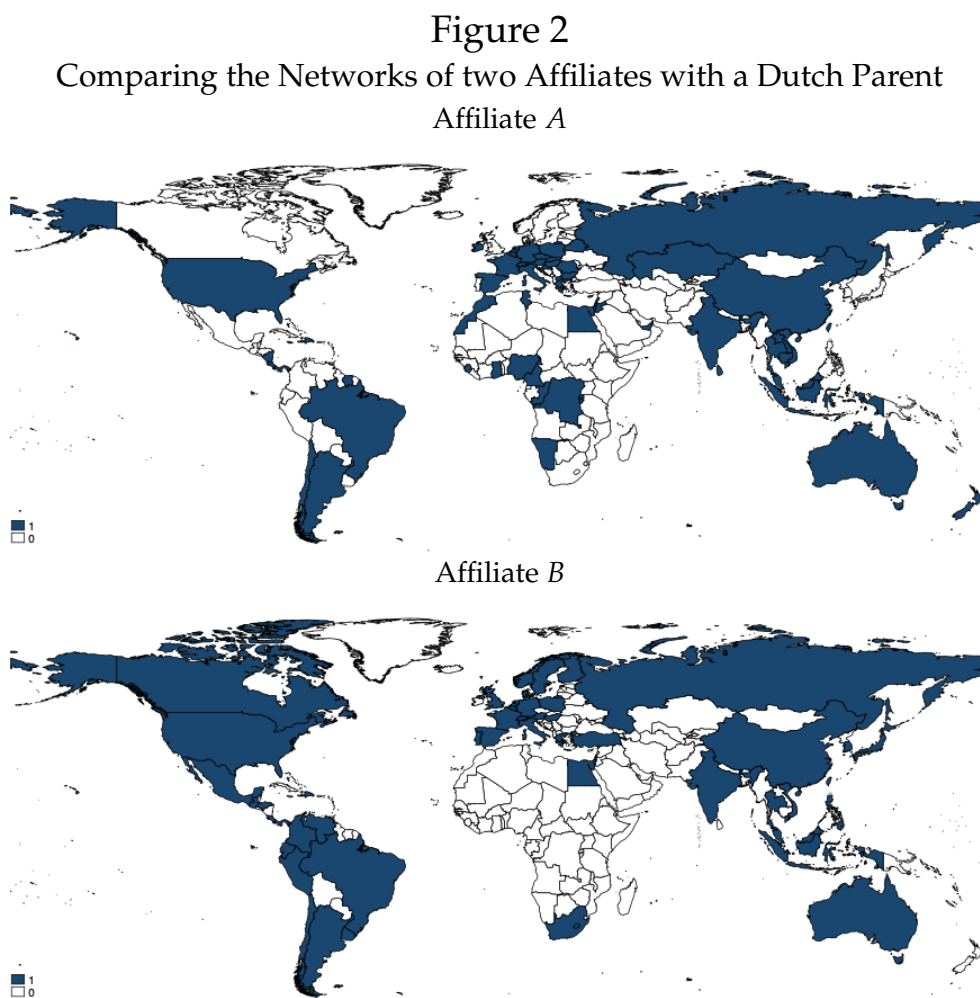 Figure 2
Comparing the Networks of two Affiliates with a Dutch Parent
Affiliate A
1
0
Affiliate B
1
0